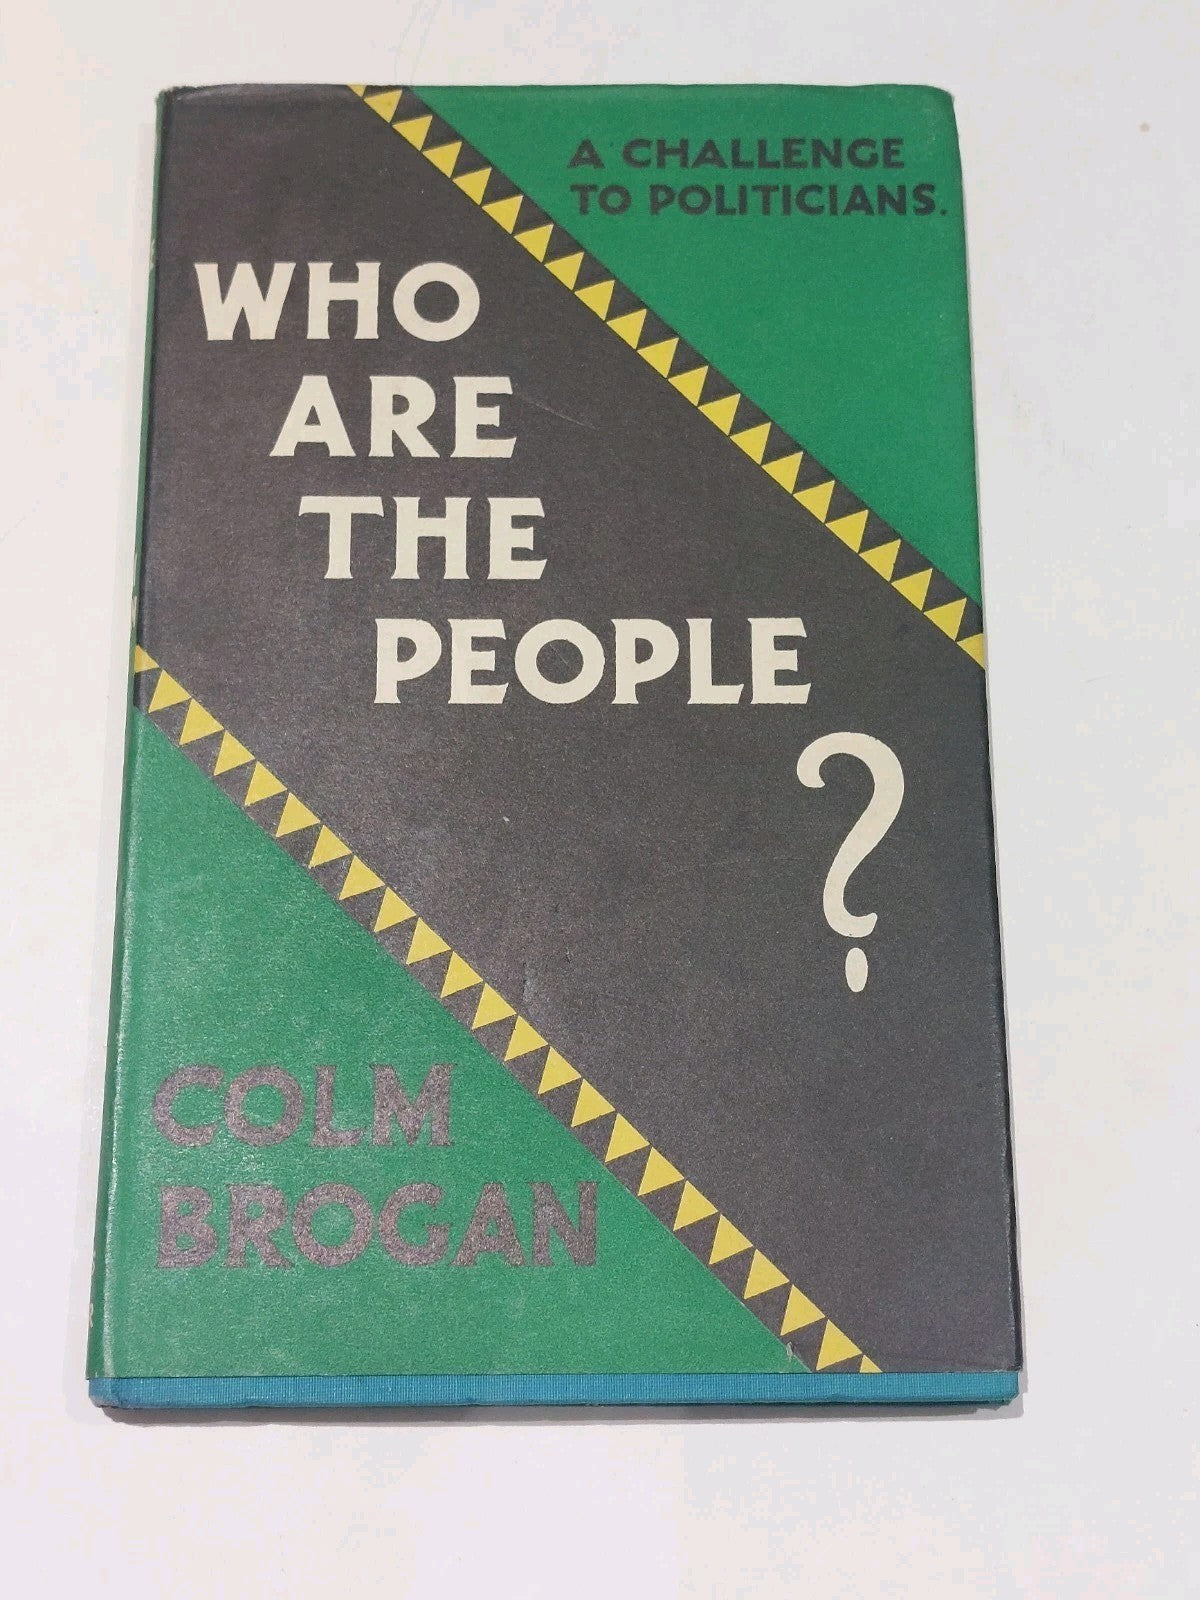 A CHALLENGE
TO POLITICIANS.
WHO
ARE
THE
PEOPLE
?
COLM
BROGAN